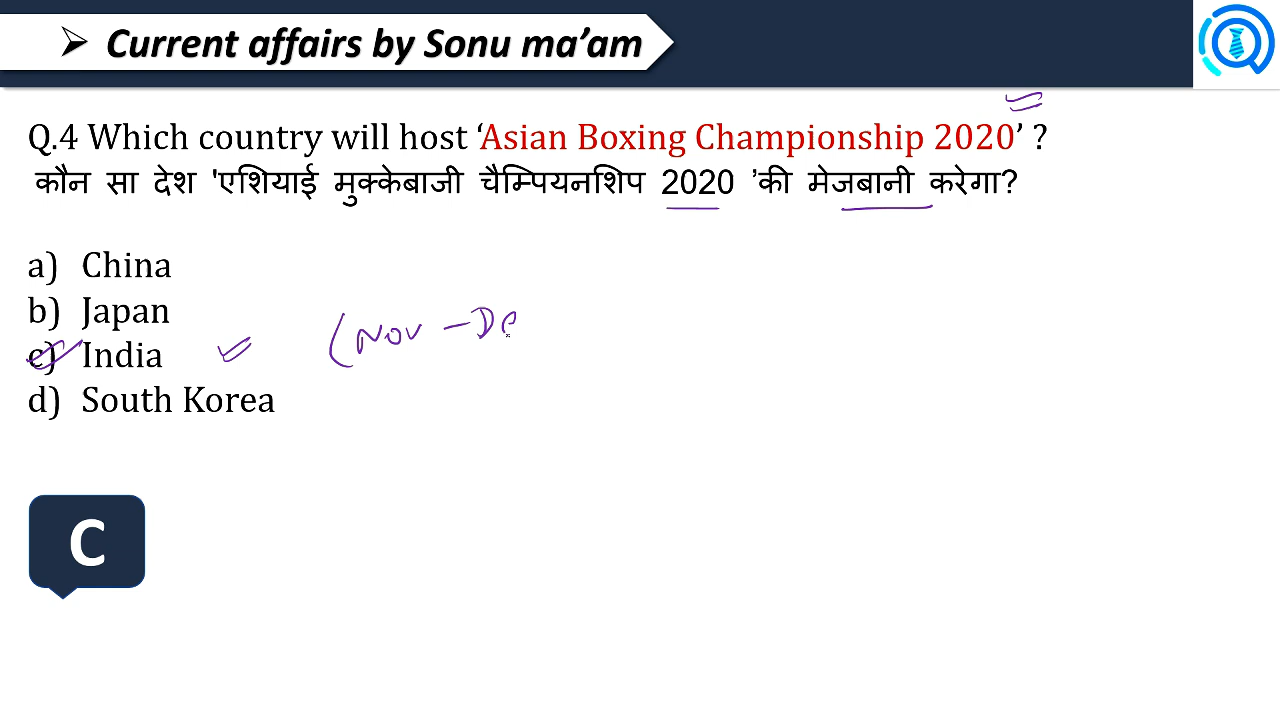 Current affairs by Sonu ma'am
Q.4 Which country will host ‘Asian Boxing Championship 2020’ ?
कौन सा देश 'एशियाई मुक्केबाजी चैम्पियनशिप 2020 ’की मेजबानी करेगा?
a) China
b) Japan
c) India (Nov - De
d) South Korea
C